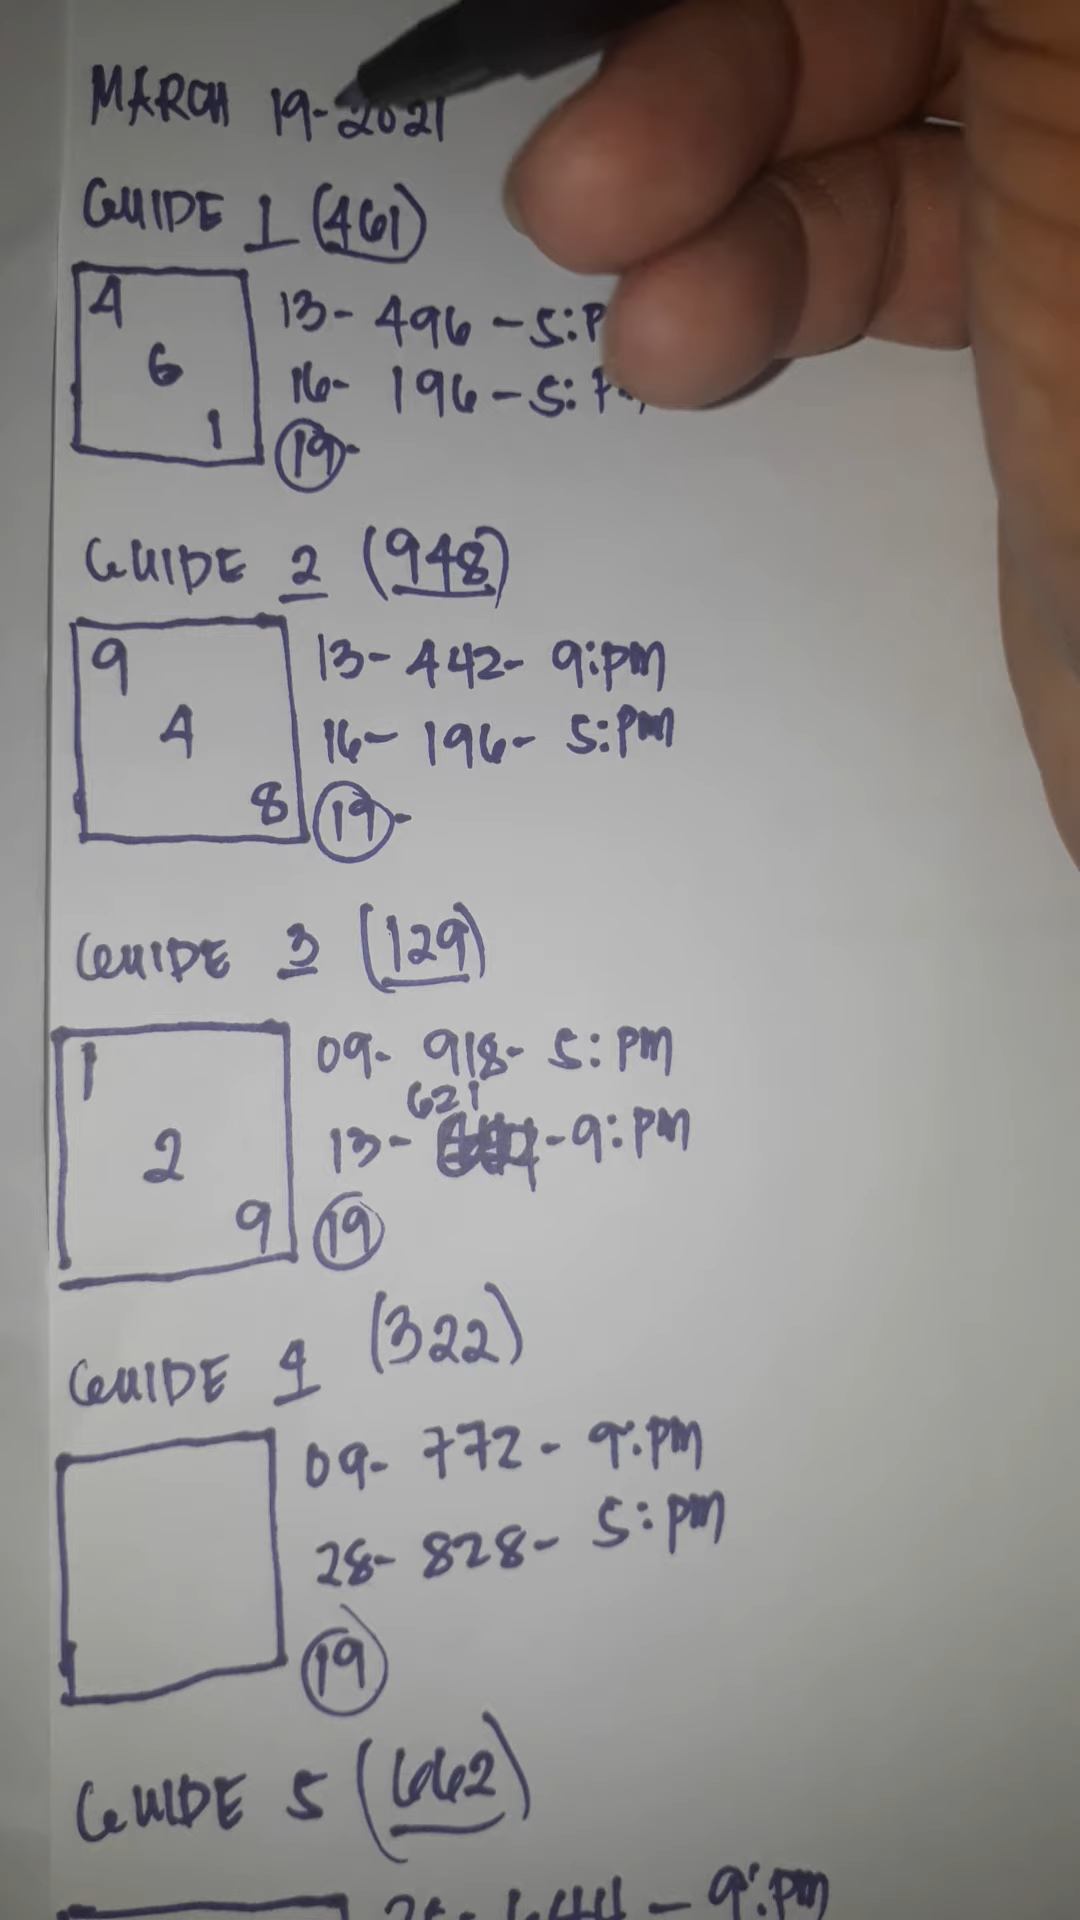 MARCH 19-2021
GUIDE 1 (461)
4
6
1
13- 496 - 5:P
16- 196 - 5:
19-
GUIDE 2 (948)
9
4
8
13- 442- 9:PM
16- 196- 5:PM
19-
GUIDE 3 (129)
1
2
9
09- 918- 5:PM
621
13- -9:PM
19
GUIDE 4 (322)
09- 772- 9:PM
28- 828- 5:PM
19
GUIDE 5 (662)
- 9:PM